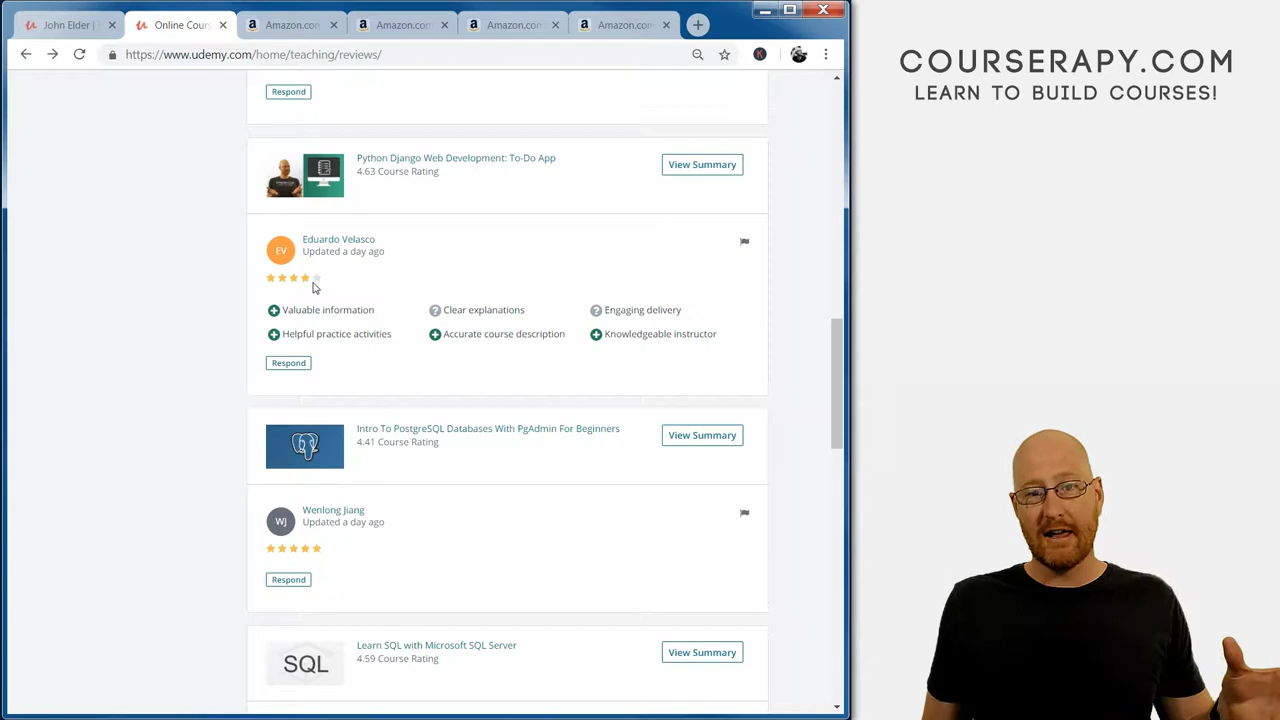 John Elder |
Online Cours
Amazon.com
Amazon.com
Amazon.com
Amazon.com
https://www.udemy.com/home/teaching/reviews/
K
COURSERAPY.COM
LEARN TO BUILD COURSES!
Respond
Python Django Web Development: To-Do App
4.63 Course Rating
View Summary
EV
Eduardo Velasco
Updated a day ago
Valuable information
Clear explanations
Engaging delivery
Helpful practice activities
Accurate course description
Knowledgeable instructor
Respond
Intro To PostgreSQL Databases With PgAdmin For Beginners
4.41 Course Rating
View Summary
WJ
Wenlong Jiang
Updated a day ago
Respond
Learn SQL with Microsoft SQL Server
4.59 Course Rating
View Summary
SQL